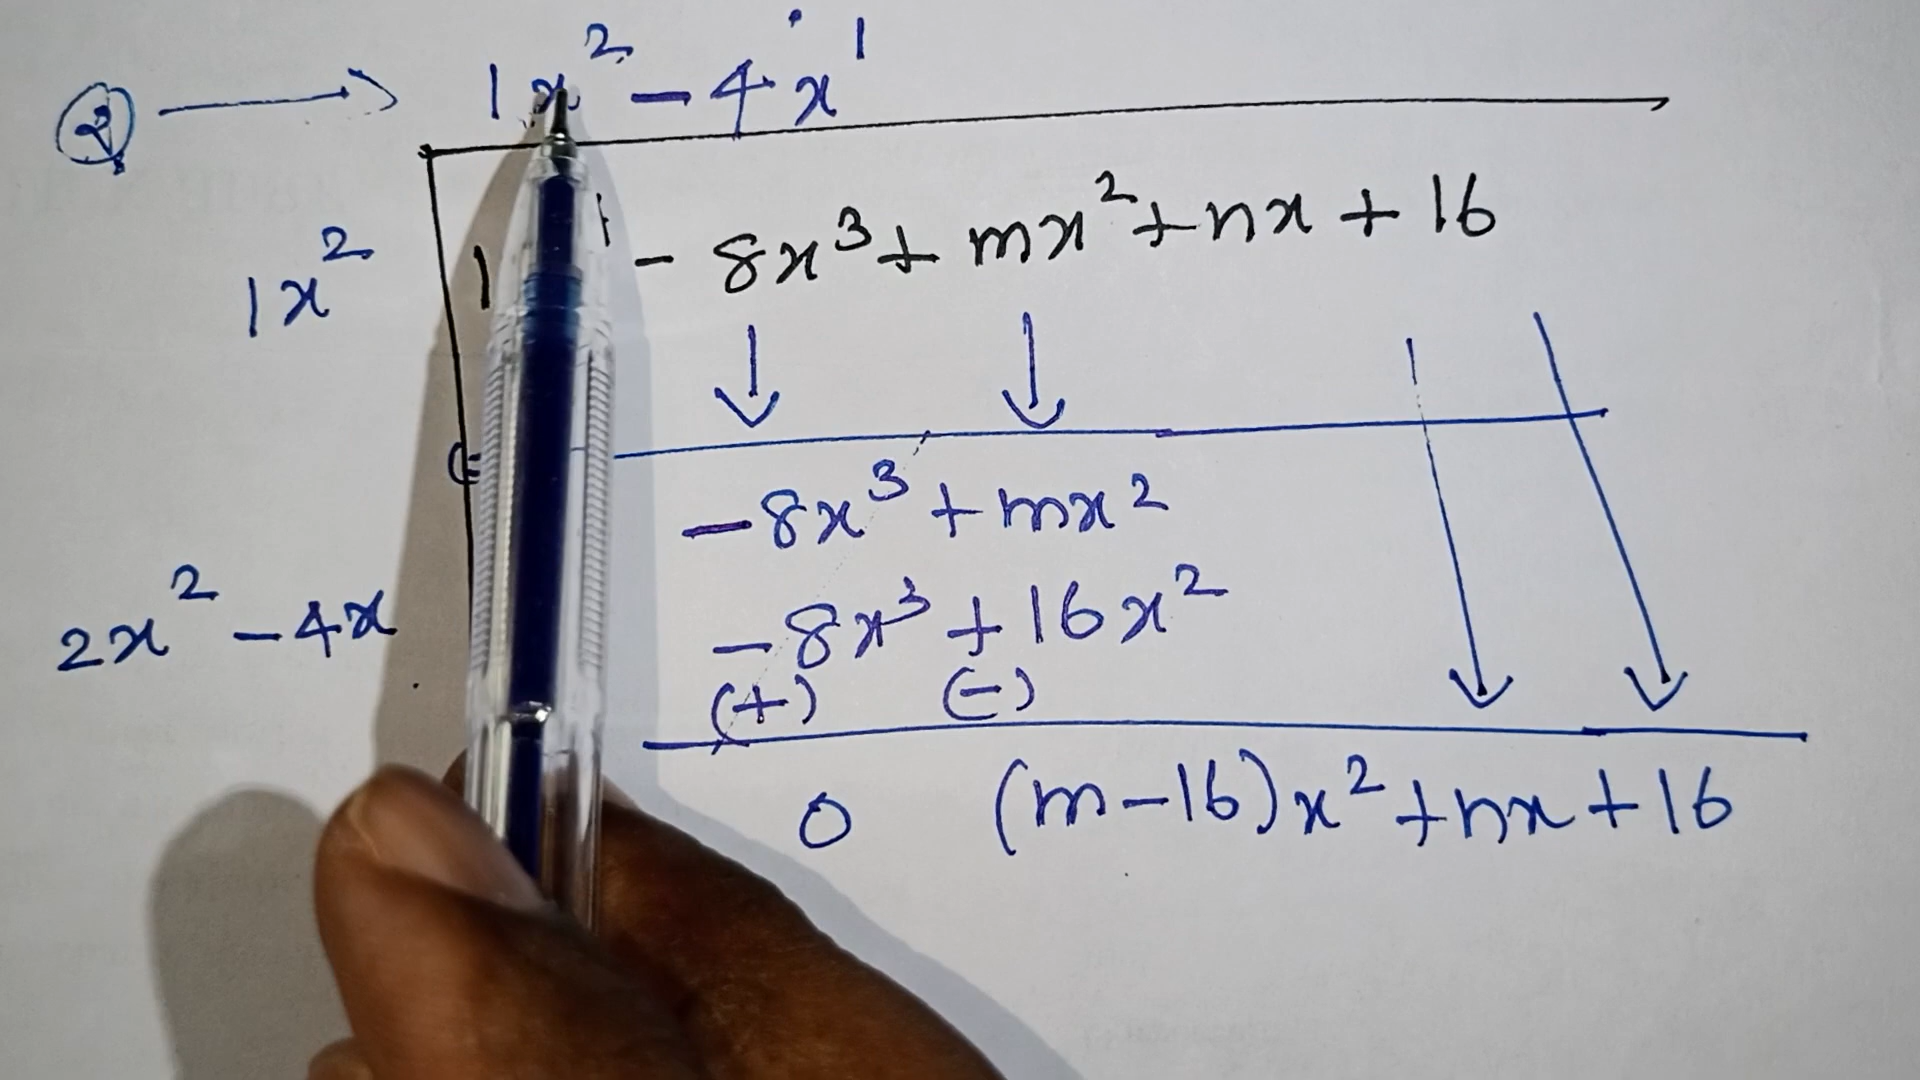 ② → 1x² - 4x¹
1x² 1 - 8x³ + mx² + nx + 16
- 8x³ + mx²
2x² - 4x - 8x³ + 16x²
(+) (-)
0 (m-16)x² + nx + 16